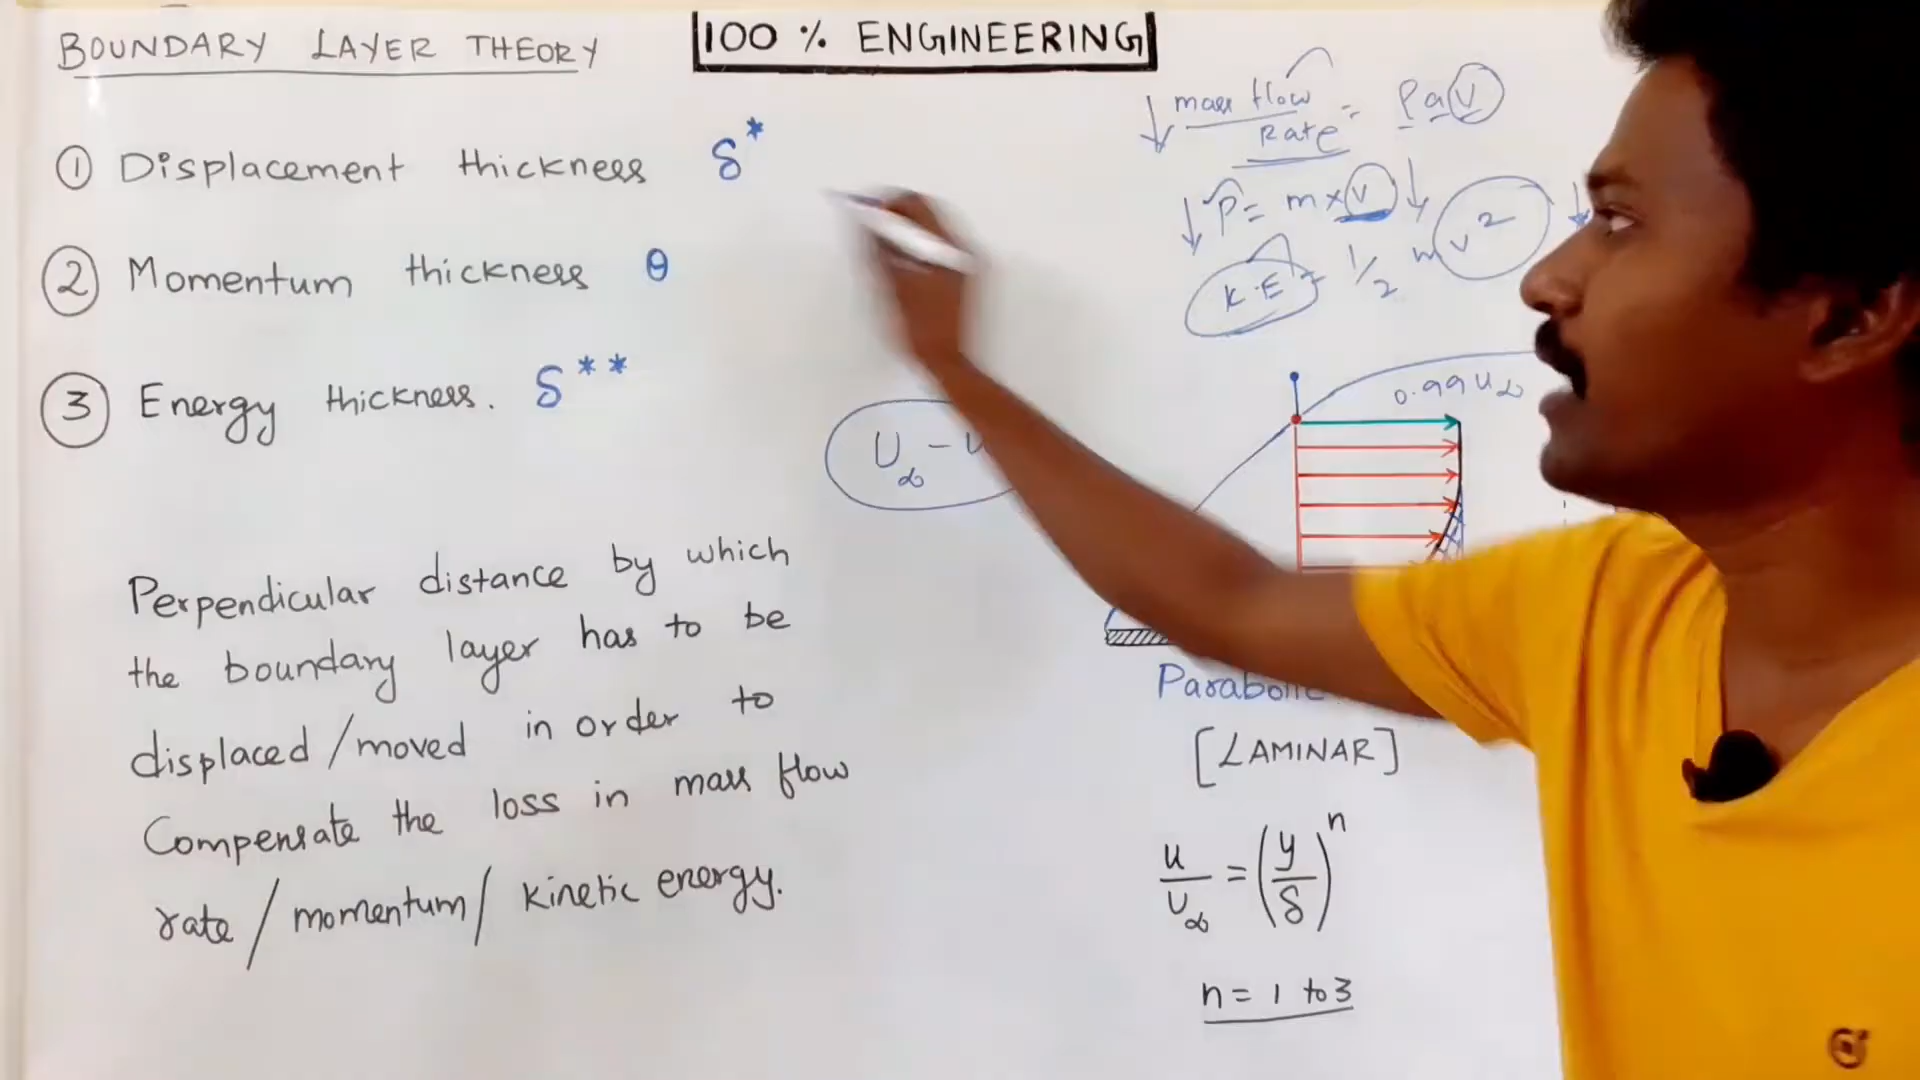 BOUNDARY LAYER THEORY
100 % ENGINEERING
① Displacement thickness δ*
② Momentum thickness θ
③ Energy thickness. δ**
Perpendicular distance by which
the boundary layer has to be
displaced/moved in order to
Compensate the loss in mass flow
rate/momentum/kinetic energy.
U∞ - u
↓ mass flow
Rate = ρav
↓ P = m×v ↓
K.E = 1/2 m v² ↓
0.99 u∞
Parabolic
[LAMINAR]
u/U∞ = (y/δ)ⁿ
n = 1 to 3